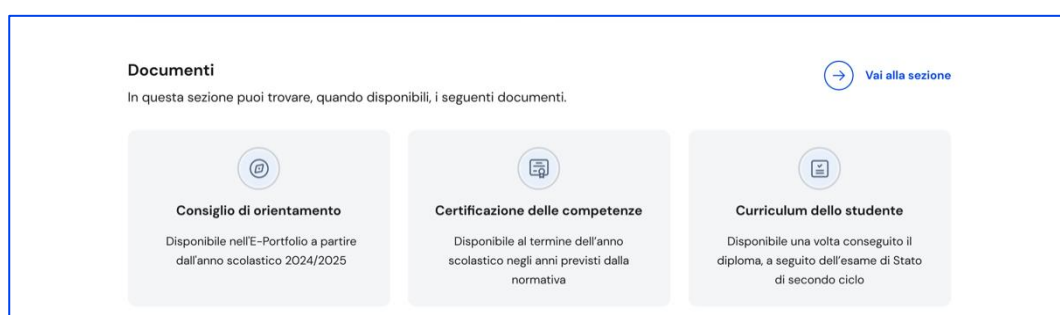 Documenti
Vai alla sezione
In questa sezione puoi trovare, quando disponibili, i seguenti documenti.
Consiglio di orientamento
Disponibile nell'E-Portfolio a partire
dall'anno scolastico 2024/2025
Certificazione delle competenze
Disponibile al termine dell'anno
scolastico negli anni previsti dalla
normativa
Curriculum dello studente
Disponibile una volta conseguito il
diploma, a seguito dell'esame di Stato
di secondo ciclo